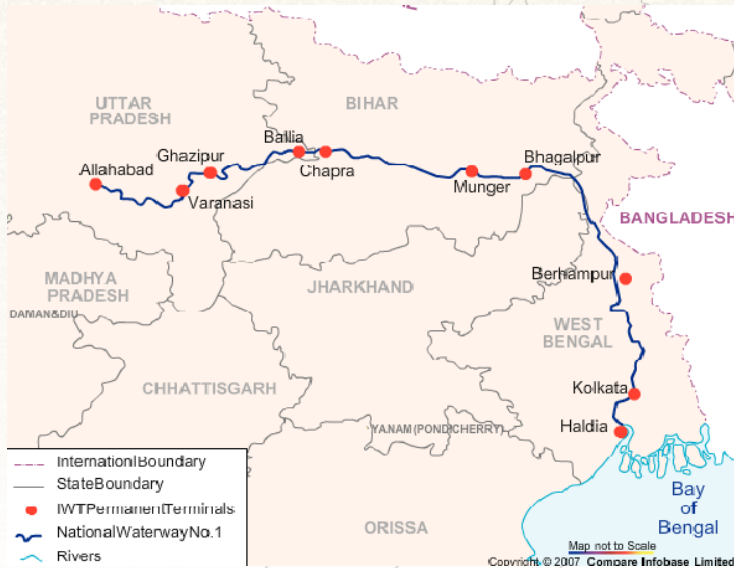 UTTAR
PRADESH
BIHAR
Ballia
Ghazipur
Chapra
Bhagalpur
Allahabad
Munger
Varanasi
BANGLADESH
Berhampur
MADHYA
PRADESH
JHARKHAND
DAMAN&DIU
WEST
BENGAL
CHHATTISGARH
Kolkata
YANAM(PONDICHERRY)
Haldia
InternationlBoundary
StateBoundary
IWTPermanentTerminals
NationalWaterwayNo.1
Rivers
ORISSA
Bay
of
Bengal
Map not to Scale
Copyright © 2007 Compare Infobase Limited